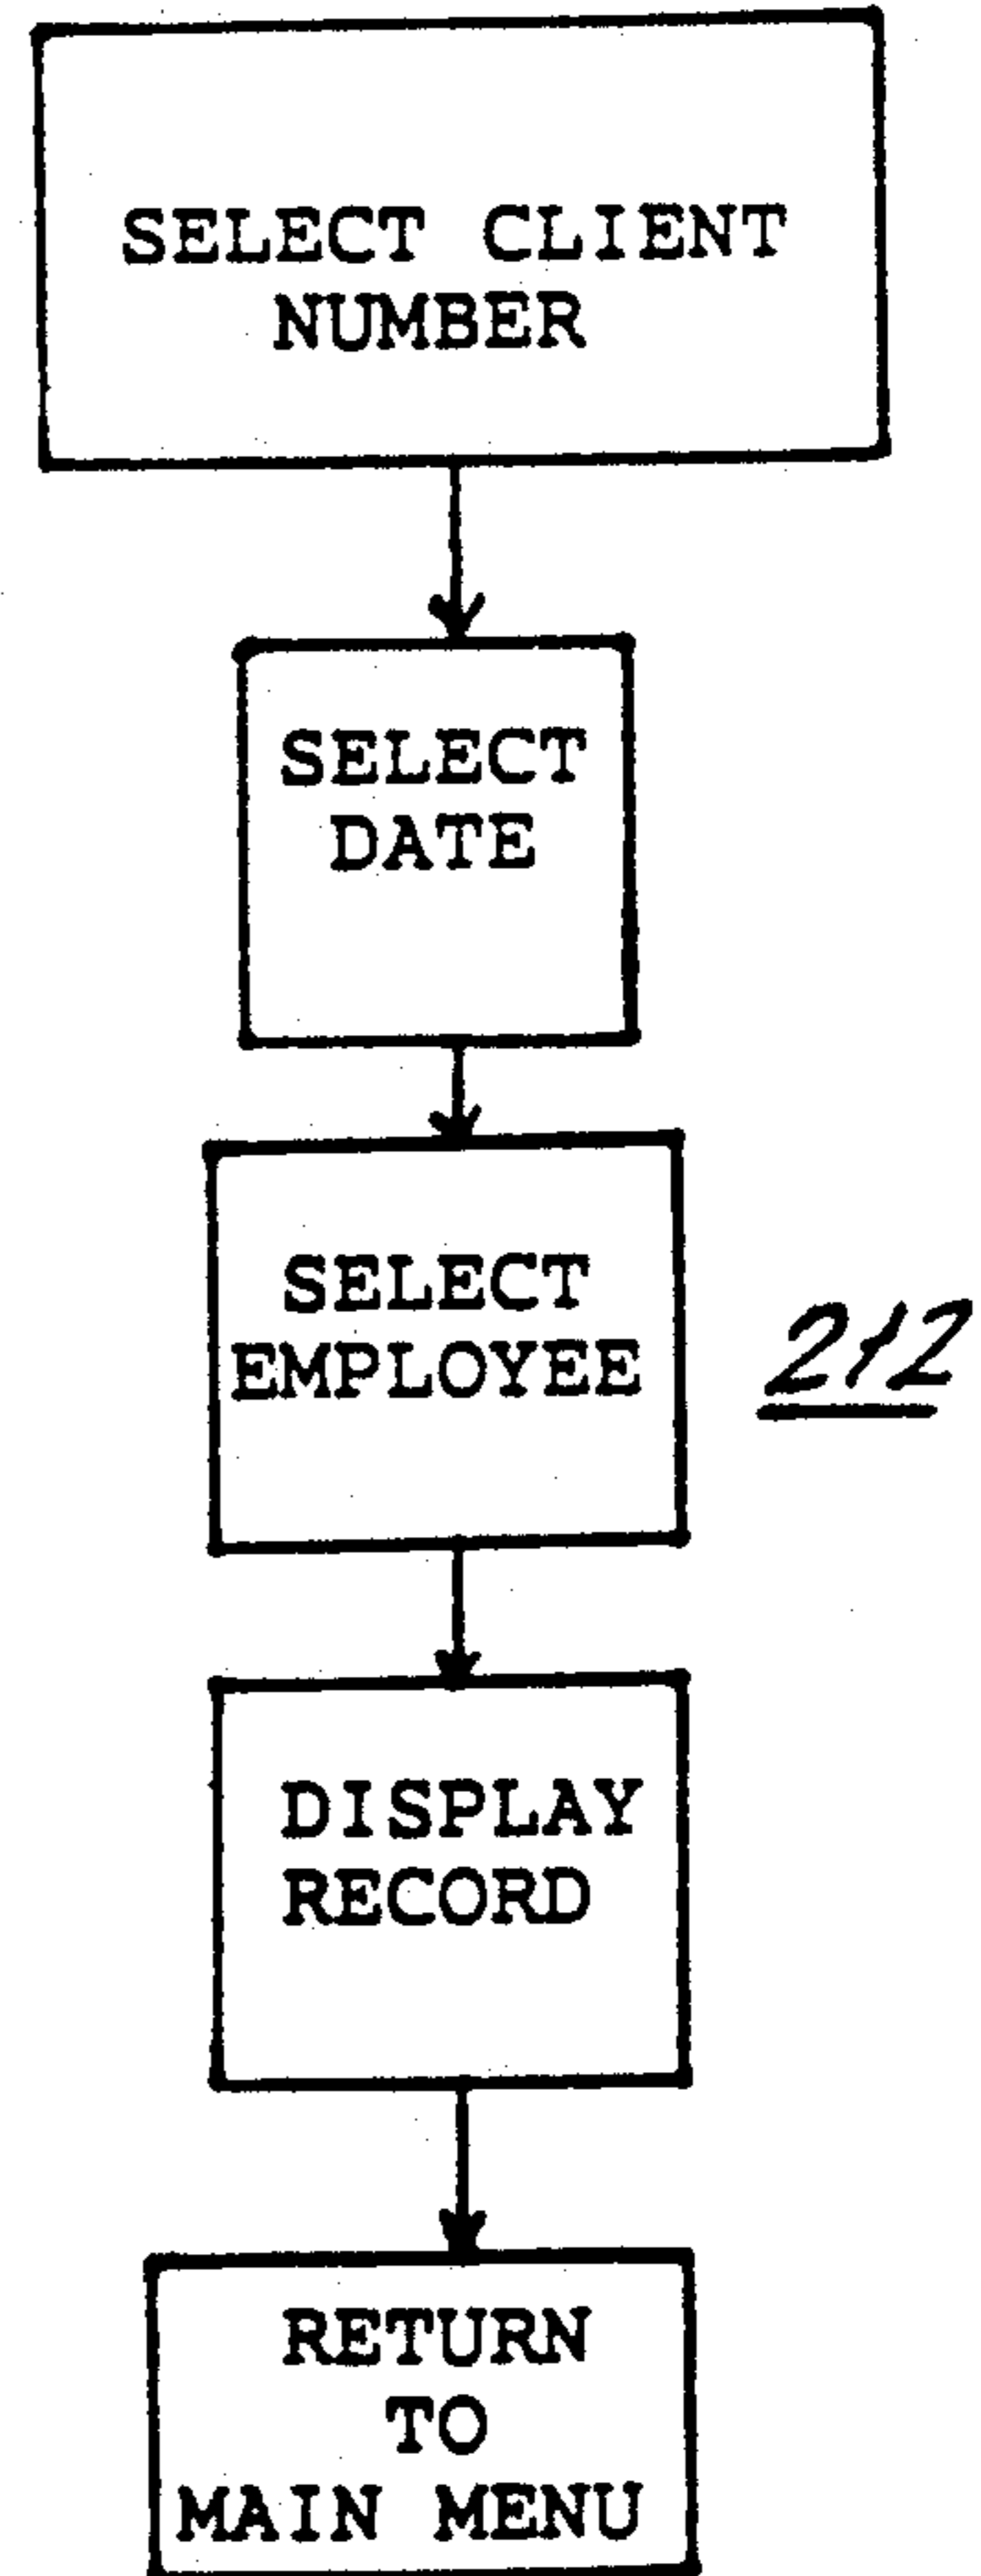 SELECT CLIENT
NUMBER
SELECT
DATE
SELECT
EMPLOYEE
212
DISPLAY
RECORD
RETURN
TO
MAIN MENU